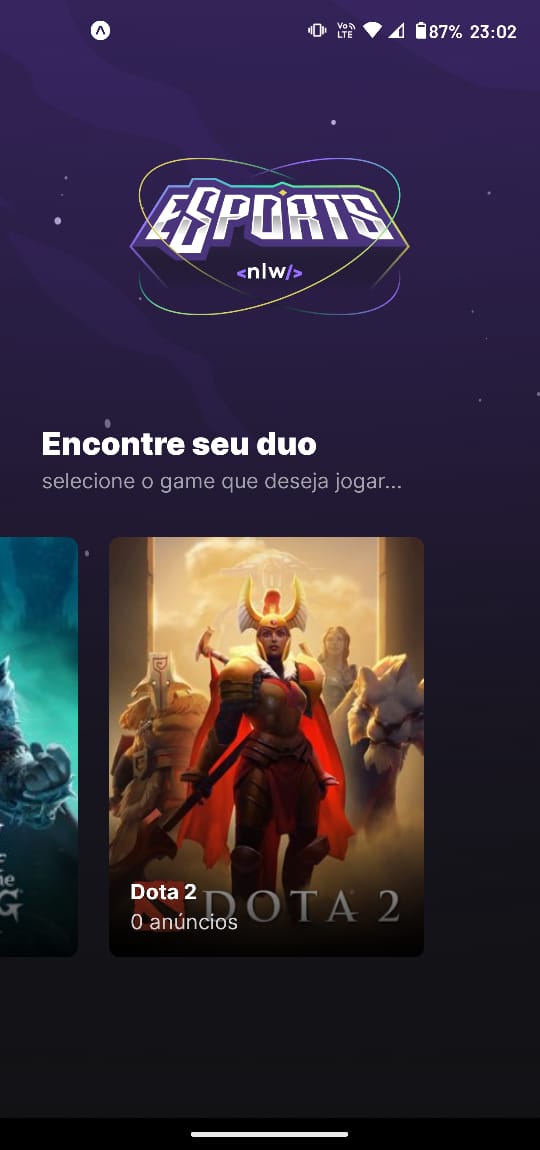 Vo))
LTE
87% 23:02
ESPORTS
<nlw/>
Encontre seu duo
selecione o game que deseja jogar...
Dota 2
DOTA 2
0 anúncios
G